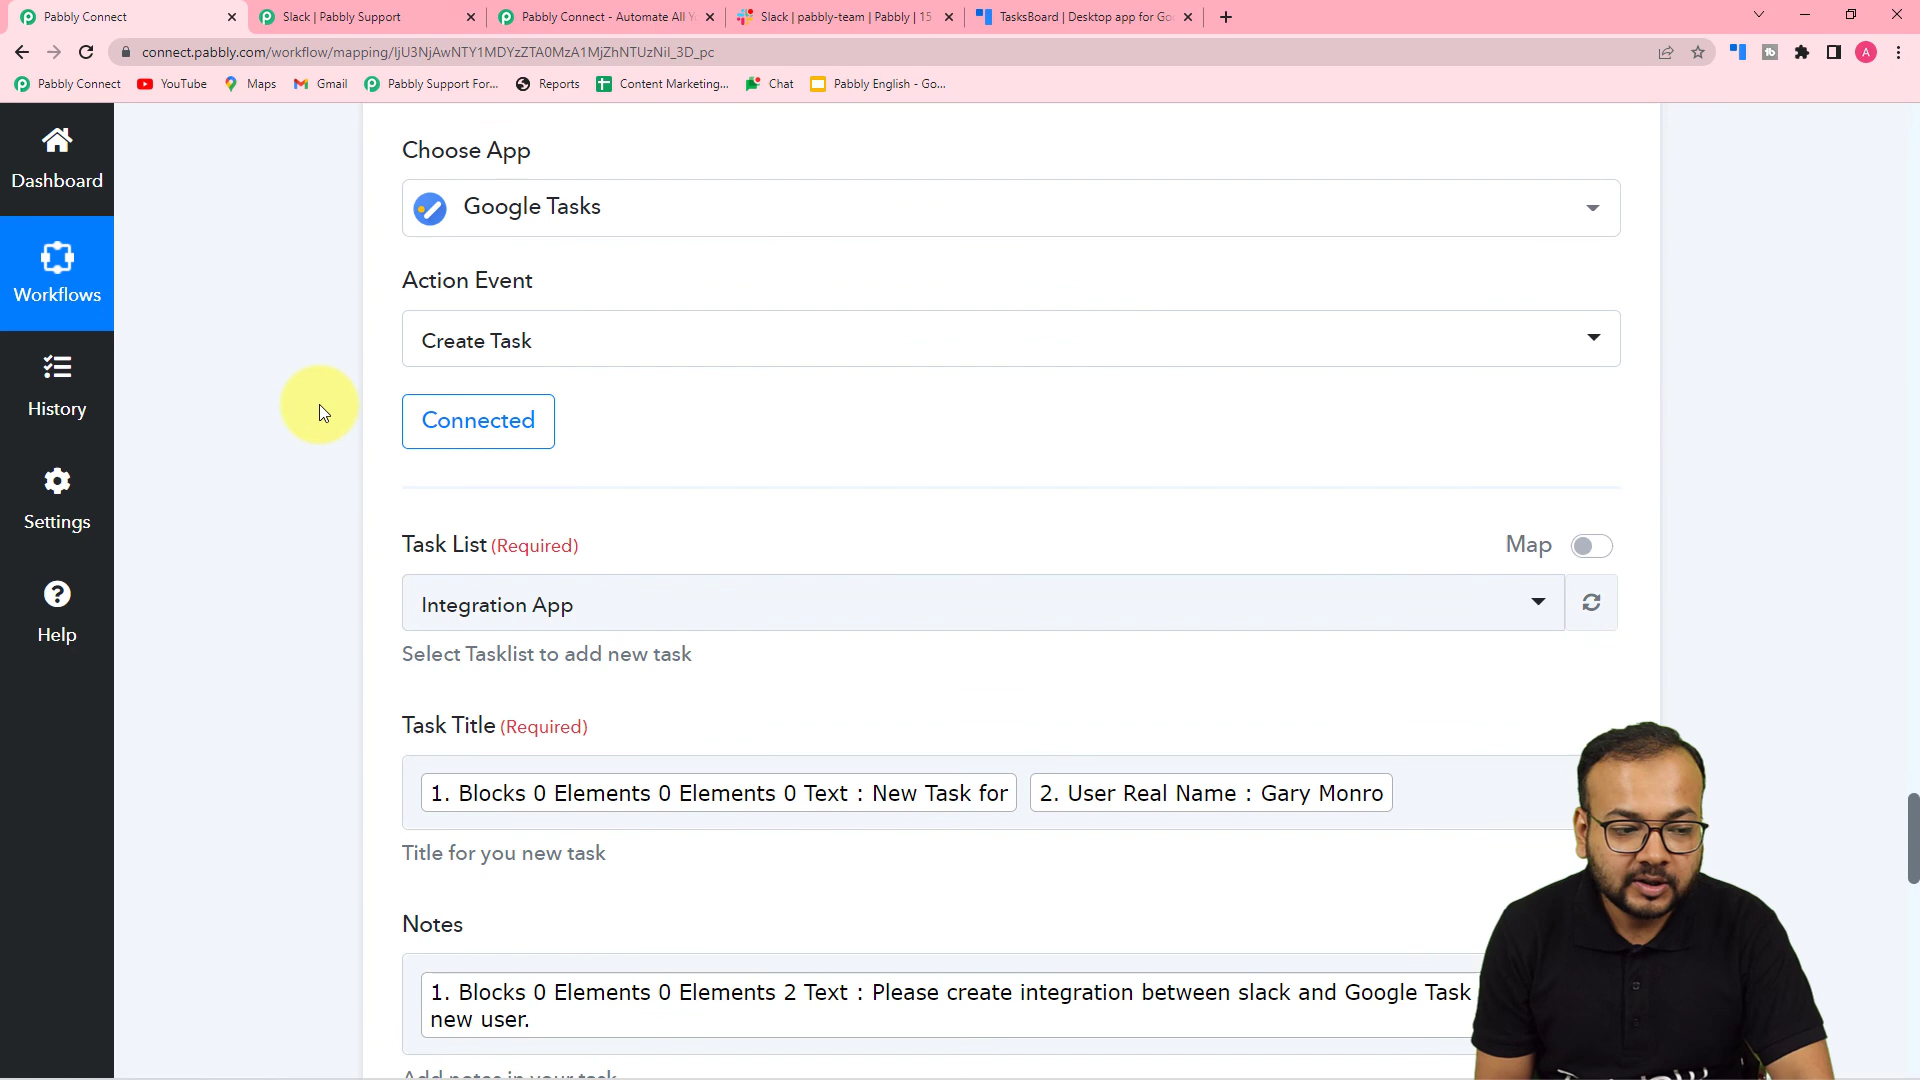 Pabbly Connect
Slack | Pabbly Support
Pabbly Connect - Automate All Y
Slack | pabbly-team | Pabbly | 15
TasksBoard | Desktop app for Go
connect.pabbly.com/workflow/mapping/IjU3NjAwNTY1MDYzZTA0MzA1MjZhNTUzNiI_3D_pc
A
Pabbly Connect
YouTube
Maps
Gmail
Pabbly Support For...
Reports
Content Marketing...
Chat
Pabbly English - Go...
Dashboard
Workflows
History
Settings
Help
Choose App
Google Tasks
Action Event
Create Task
Connected
Task List (Required)
Map
Integration App
Select Tasklist to add new task
Task Title (Required)
1. Blocks 0 Elements 0 Elements 0 Text : New Task for
2. User Real Name : Gary Monro
Title for you new task
Notes
1. Blocks 0 Elements 0 Elements 2 Text : Please create integration between slack and Google Task
new user.
Add notes in your task